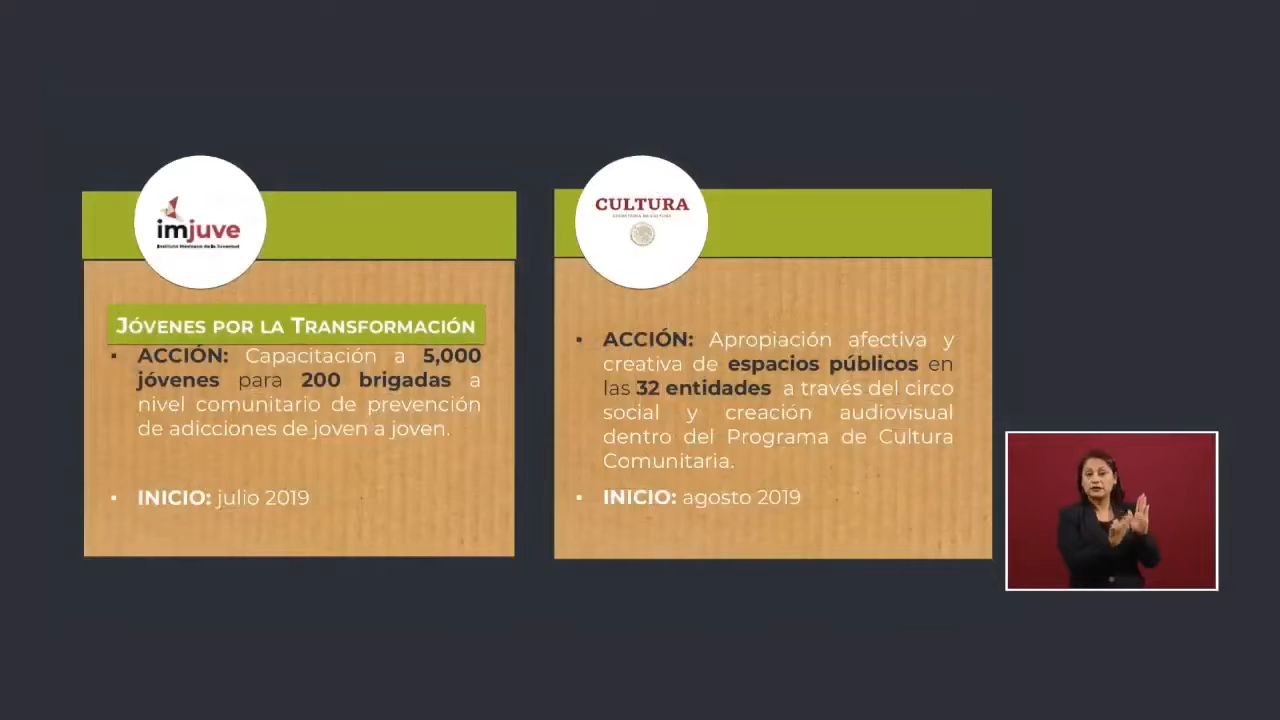 imjuve
Instituto Mexicano de la Juventud
JÓVENES POR LA TRANSFORMACIÓN
▪ ACCIÓN: Capacitación a 5,000
jóvenes para 200 brigadas a
nivel comunitario de prevención
de adicciones de joven a joven.
▪ INICIO: julio 2019
CULTURA
SECRETARÍA DE CULTURA
▪ ACCIÓN: Apropiación afectiva y
creativa de espacios públicos en
las 32 entidades a través del circo
social y creación audiovisual
dentro del Programa de Cultura
Comunitaria.
▪ INICIO: agosto 2019